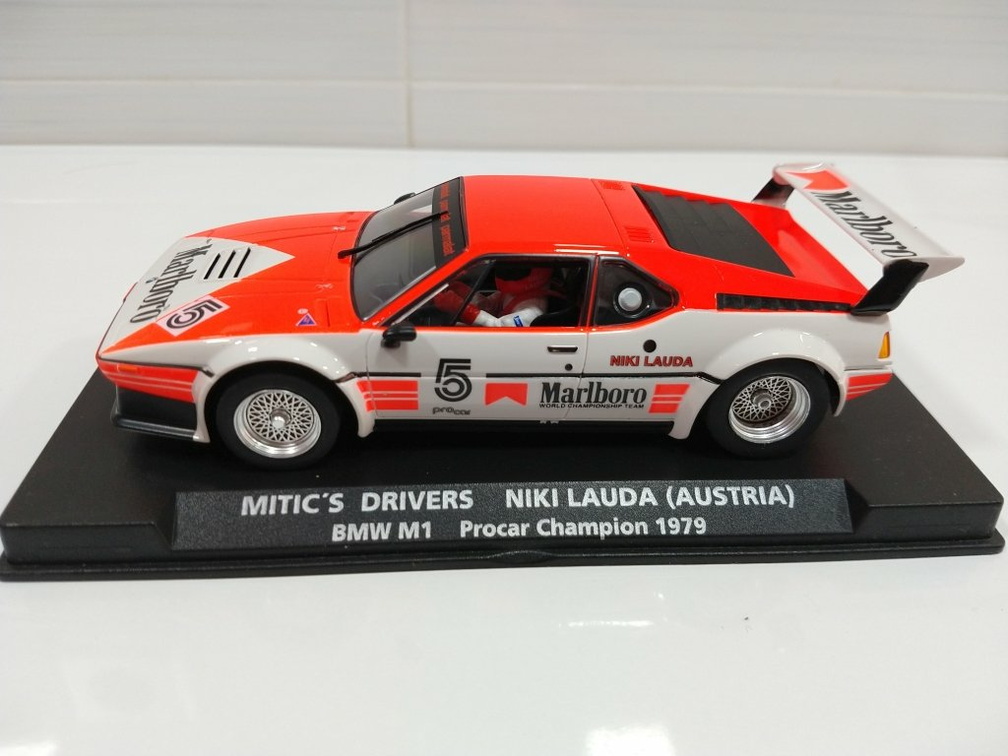 Marlboro
5
Marlboro
NIKI LAUDA
5
procar
Marlboro
WORLD CHAMPIONSHIP TEAM
MITIC´S DRIVERS NIKI LAUDA (AUSTRIA)
BMW M1 Procar Champion 1979